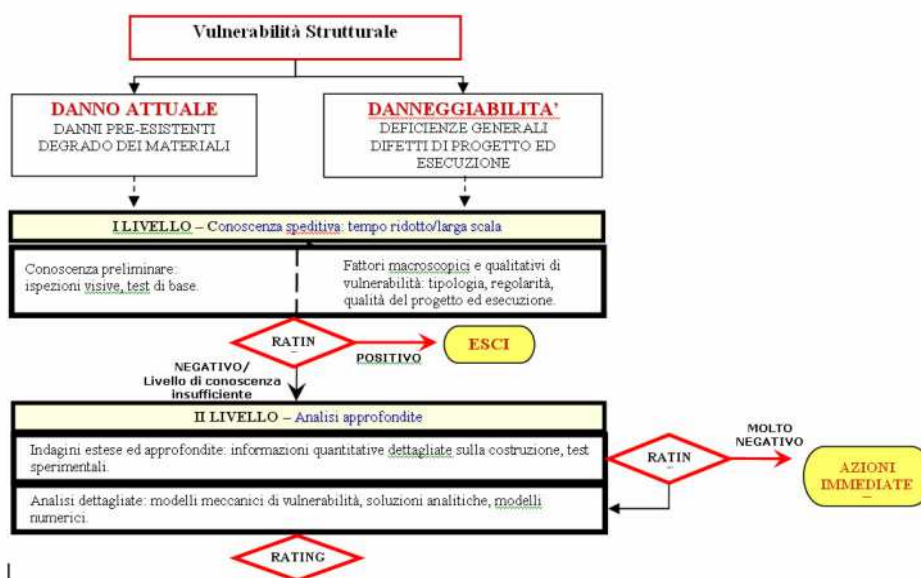 Vulnerabilità Strutturale
DANNO ATTUALE
DANNI PRE-ESISTENTI
DEGRADO DEI MATERIALI
DANNEGGIABILITA'
DEFICIENZE GENERALI
DIFETTI DI PROGETTO ED
ESECUZIONE
I LIVELLO – Conoscenza speditiva: tempo ridotto/larga scala
Conoscenza preliminare:
ispezioni visive, test di base.
Fattori macroscopici e qualitativi di
vulnerabilità: tipologia, regolarità,
qualità del progetto ed esecuzione.
RATIN
POSITIVO
ESCI
NEGATIVO/
Livello di conoscenza
insufficiente
II LIVELLO – Analisi approfondite
Indagini estese ed approfondite: informazioni quantitative dettagliate sulla costruzione, test
sperimentali.
RATIN
MOLTO
NEGATIVO
AZIONI
IMMEDIATE
Analisi dettagliate: modelli meccanici di vulnerabilità, soluzioni analitiche, modelli
numerici.
RATING